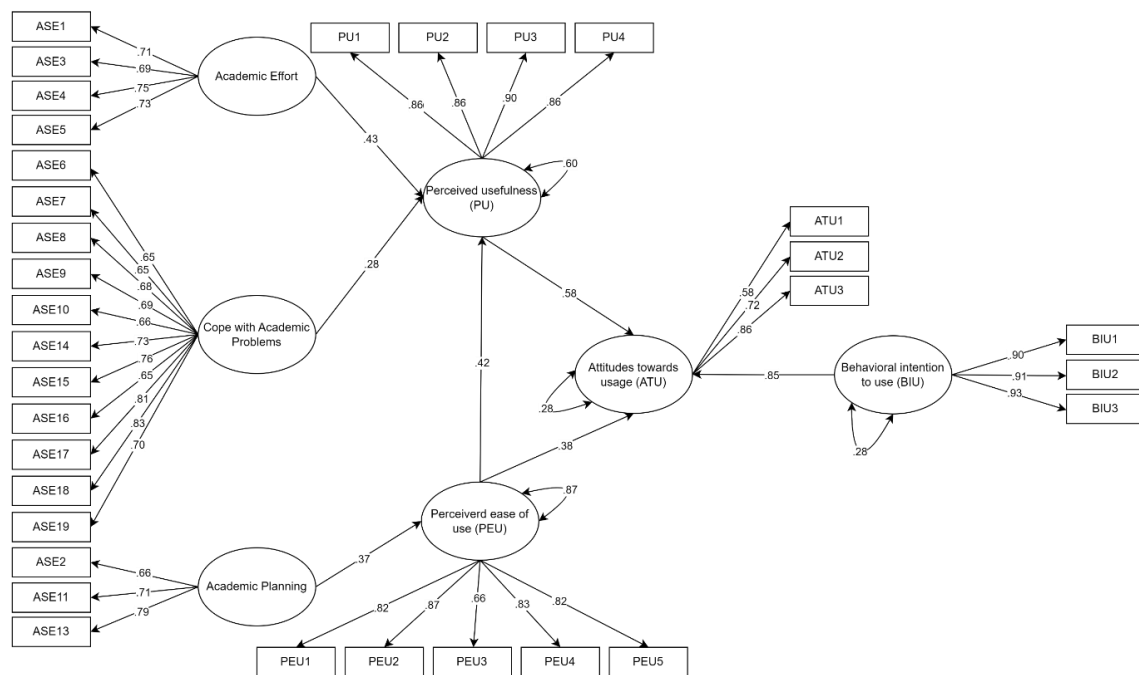 ASE1
ASE3
ASE4
ASE5
ASE6
ASE7
ASE8
ASE9
ASE10
ASE14
ASE15
ASE16
ASE17
ASE18
ASE19
ASE2
ASE11
ASE13
.71
.69
.75
.73
Academic Effort
.65
.65
.68
.69
.66
.73
.76
.65
.81
.83
.70
Cope with Academic
Problems
.66
.71
.79
Academic Planning
.43
.28
.37
PU1
PU2
PU3
PU4
.86
.86
.90
.86
Perceived usefulness
(PU)
.60
.42
.58
.38
Perceiverd ease of
use (PEU)
.87
.82
.87
.66
.83
.82
PEU1
PEU2
PEU3
PEU4
PEU5
Attitudes towards
usage (ATU)
.28
.58
.72
.86
ATU1
ATU2
ATU3
.85
Behavioral intention
to use (BIU)
.28
.90
.91
.93
BIU1
BIU2
BIU3